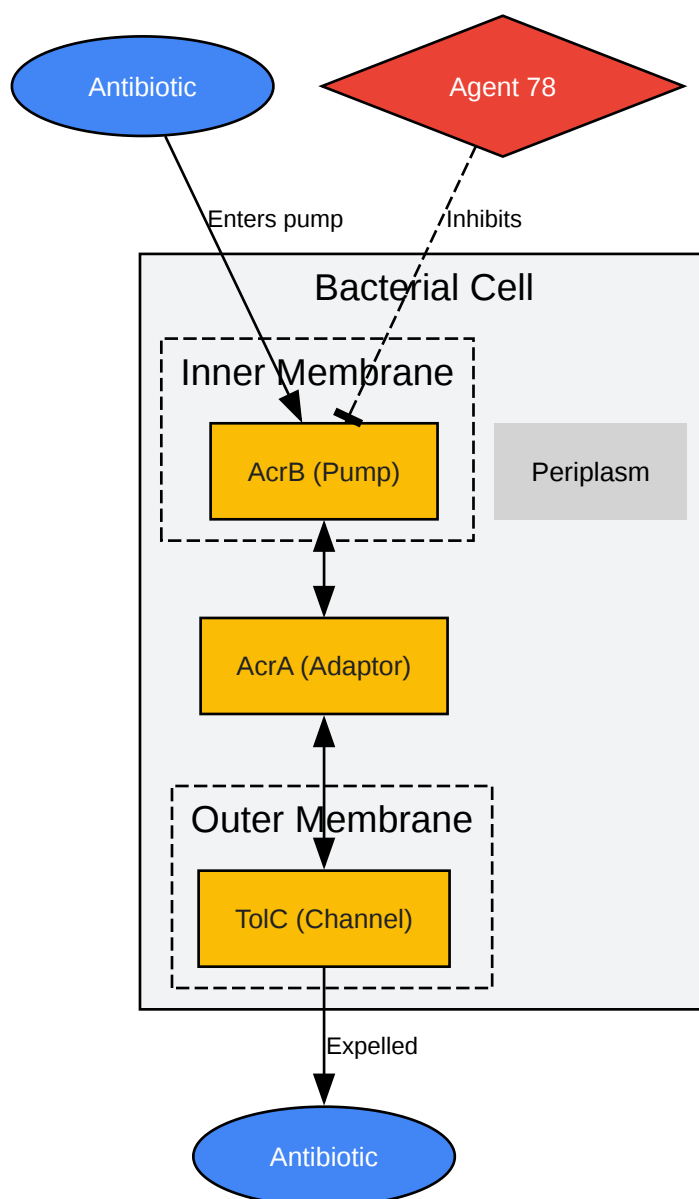 Antibiotic
Agent 78
Enters pump
Inhibits
Bacterial Cell
Inner Membrane
AcrB (Pump)
Periplasm
AcrA (Adaptor)
Outer Membrane
TolC (Channel)
Expelled
Antibiotic